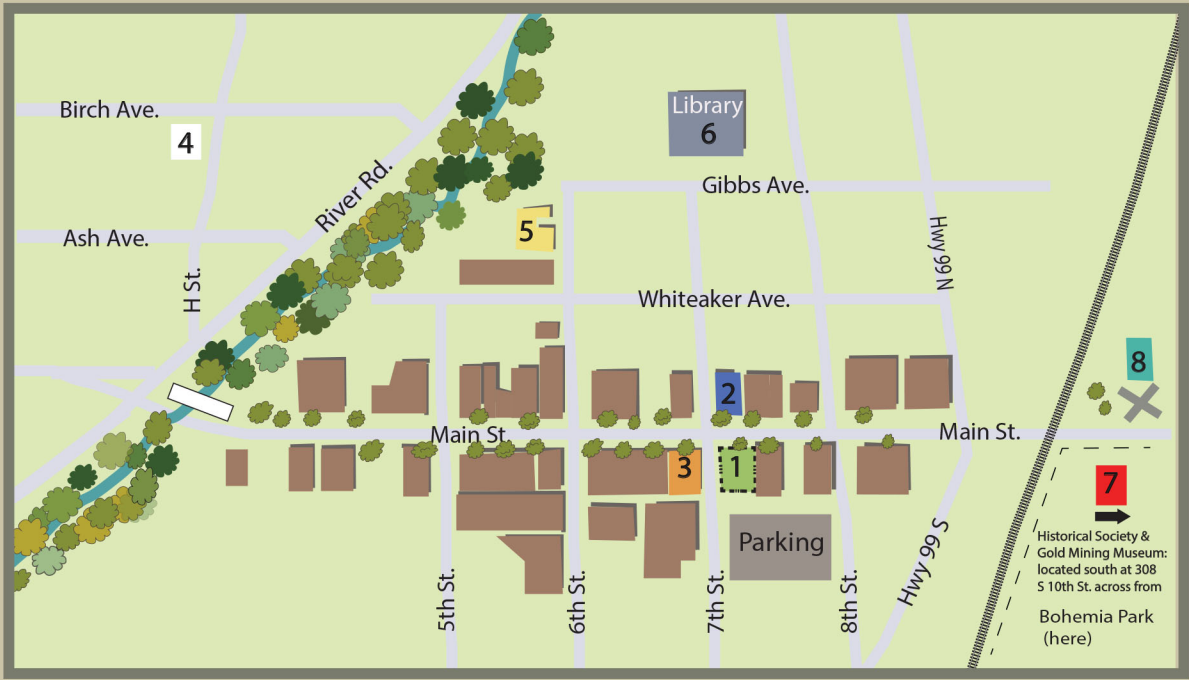 Birch Ave.
4
Library
6
River Rd.
Gibbs Ave.
Ash Ave.
5
Hwy 99 N
H St.
Whiteaker Ave.
8
2
Main St.
Main St.
3
1
7
Parking
Historical Society &
Gold Mining Museum:
located south at 308
S 10th St. across from
Bohemia Park
(here)
5th St.
6th St.
7th St.
8th St.
Hwy 99 S